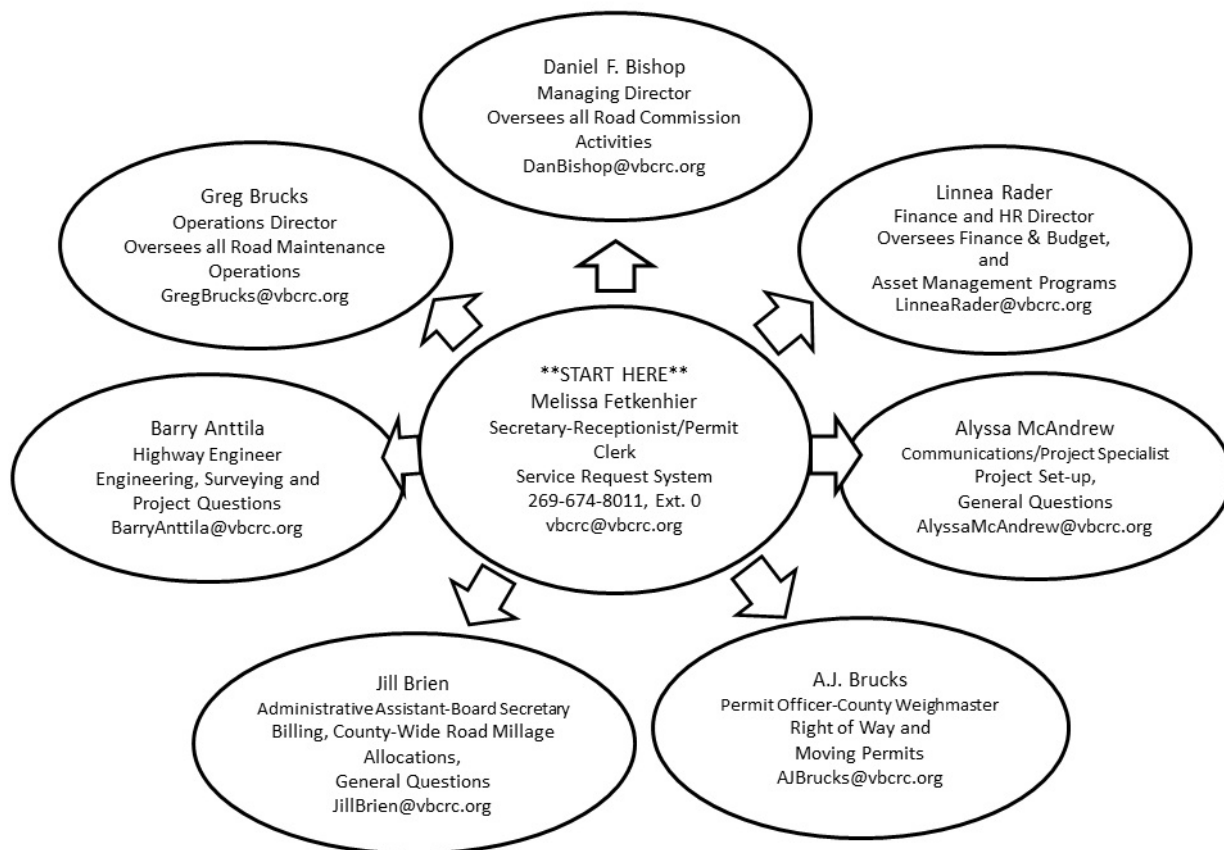 Daniel F. Bishop
Managing Director
Oversees all Road Commission
Activities
DanBishop@vbcrc.org
Greg Brucks
Operations Director
Oversees all Road Maintenance
Operations
GregBrucks@vbcrc.org
Linnea Rader
Finance and HR Director
Oversees Finance & Budget,
and
Asset Management Programs
LinneaRader@vbcrc.org
**START HERE**
Melissa Fetkenhier
Secretary-Receptionist/Permit
Clerk
Service Request System
269-674-8011, Ext. 0
vbcrc@vbcrc.org
Barry Anttila
Highway Engineer
Engineering, Surveying and
Project Questions
BarryAnttila@vbcrc.org
Alyssa McAndrew
Communications/Project Specialist
Project Set-up,
General Questions
AlyssaMcAndrew@vbcrc.org
Jill Brien
Administrative Assistant-Board Secretary
Billing, County-Wide Road Millage
Allocations,
General Questions
JillBrien@vbcrc.org
A.J. Brucks
Permit Officer-County Weighmaster
Right of Way and
Moving Permits
AJBrucks@vbcrc.org